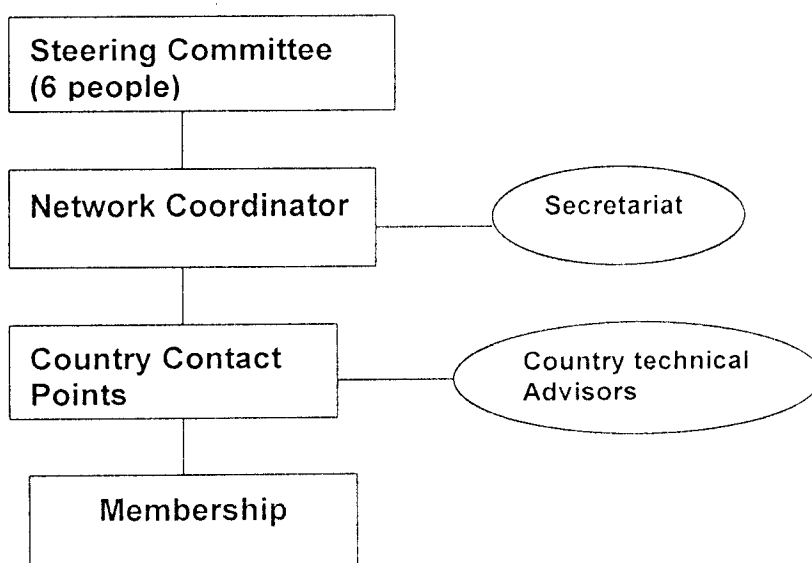 Steering Committee
(6 people)
Network Coordinator
Secretariat
Country Contact
Points
Country technical
Advisors
Membership